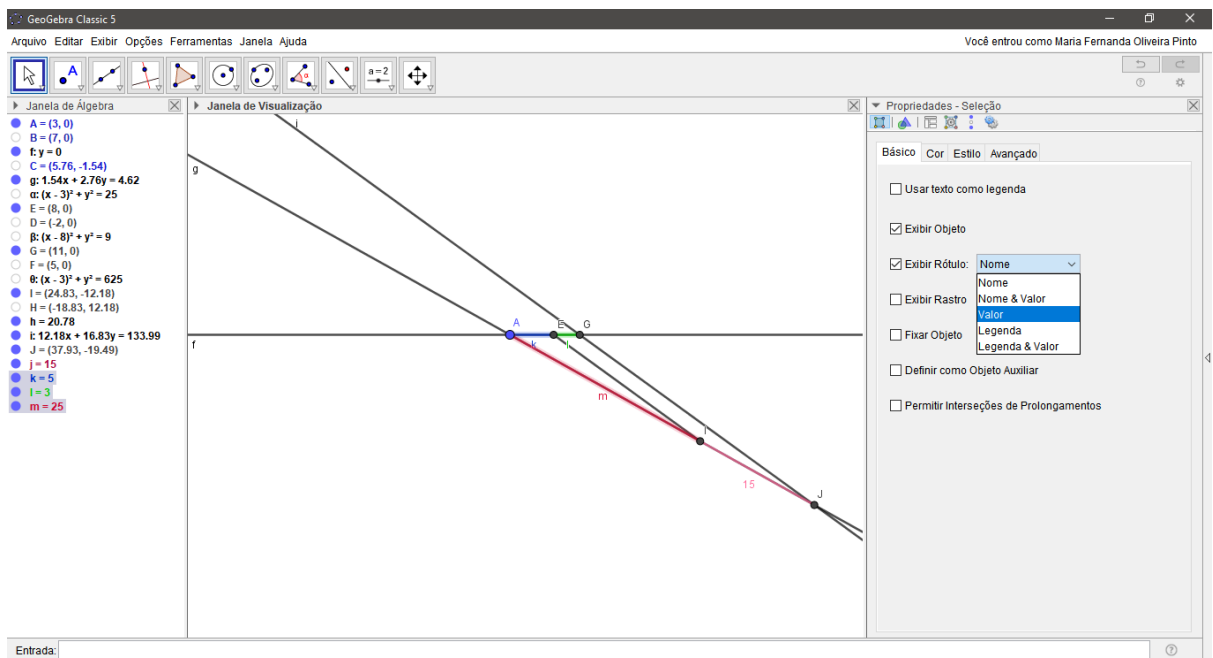 GeoGebra Classic 5
Arquivo Editar Exibir Opções Ferramentas Janela Ajuda
Você entrou como Maria Fernanda Oliveira Pinto
A
a = 2
Janela de Álgebra
Janela de Visualização
Propriedades - Seleção
A = (3, 0)
B = (7, 0)
f: y = 0
C = (5.76, -1.54)
g: 1.54x + 2.76y = 4.62
α: (x - 3)² + y² = 25
E = (8, 0)
D = (-2, 0)
β: (x - 8)² + y² = 9
G = (11, 0)
F = (5, 0)
θ: (x - 3)² + y² = 625
I = (24.83, -12.18)
H = (-18.83, 12.18)
h = 20.78
i: 12.18x + 16.83y = 133.99
J = (37.93, -19.49)
j = 15
k = 5
l = 3
m = 25
i
g
A
E
G
f
k
l
m
I
15
J
Básico Cor Estilo Avançado
Usar texto como legenda
Exibir Objeto
Exibir Rótulo: Nome
Nome
Exibir Rastro Nome & Valor
Valor
Fixar Objeto Legenda
Legenda & Valor
Definir como Objeto Auxiliar
Permitir Interseções de Prolongamentos
Entrada: